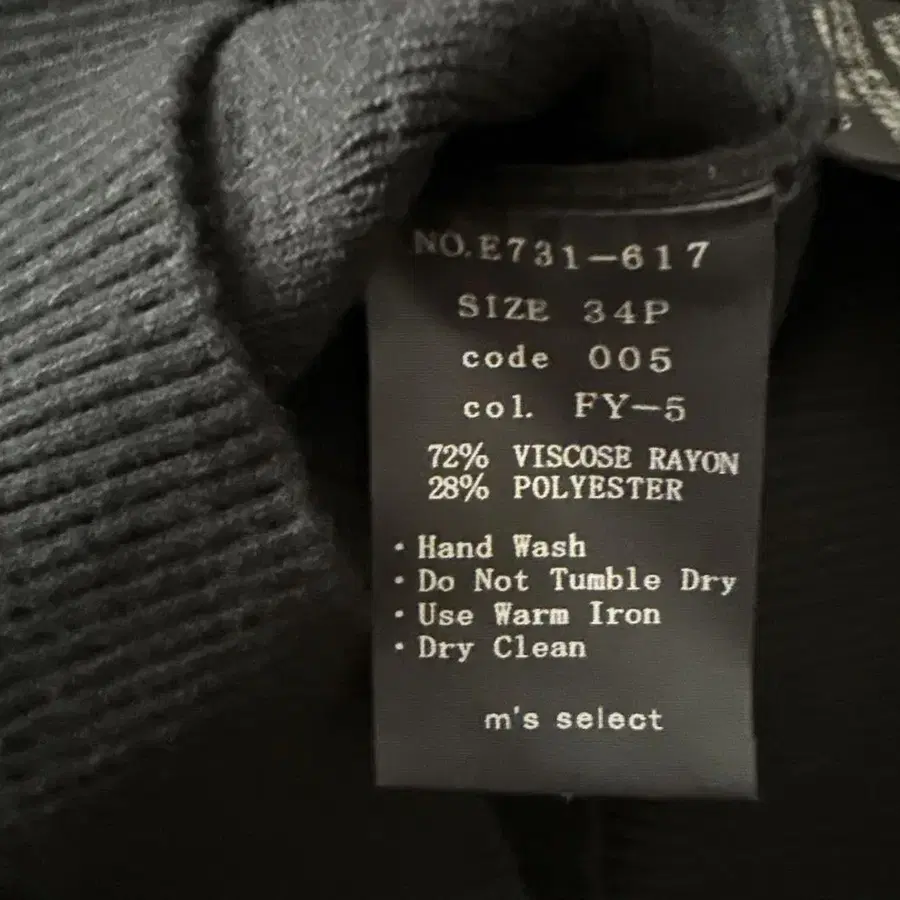 NO.E731-617
SIZE 34P
code 005
col. FY-5
72% VISCOSE RAYON
28% POLYESTER
・Hand Wash
・Do Not Tumble Dry
・Use Warm Iron
・Dry Clean
m's select